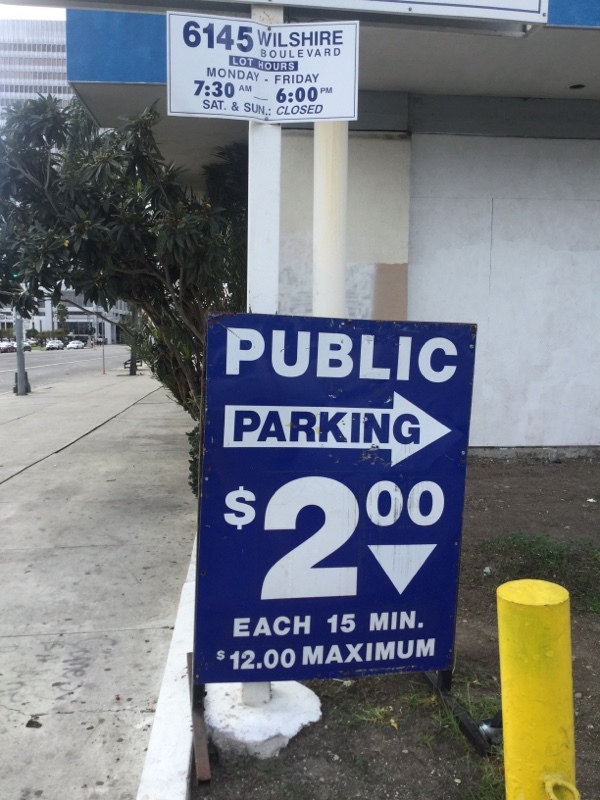 6145 WILSHIRE
BOULEVARD
LOT HOURS
MONDAY - FRIDAY
7:30 AM — 6:00 PM
SAT. & SUN.: CLOSED
PUBLIC
PARKING
$2.00
EACH 15 MIN.
$12.00 MAXIMUM